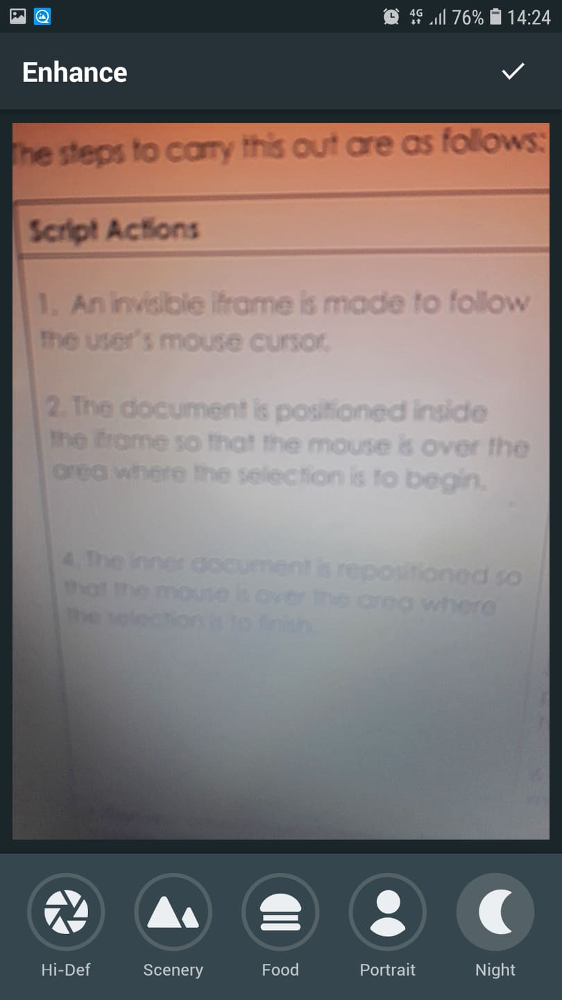 4G 76% 14:24
Enhance
The steps to carry this out are as follows:
Script Actions
1. An invisible iframe is made to follow
the user's mouse cursor.
2. The document is positioned inside
the iframe so that the mouse is over the
area where the selection is to begin.
4. The inner document is repositioned so
that the mouse is over the area where
the selection is to finish.
Hi-Def Scenery Food Portrait Night